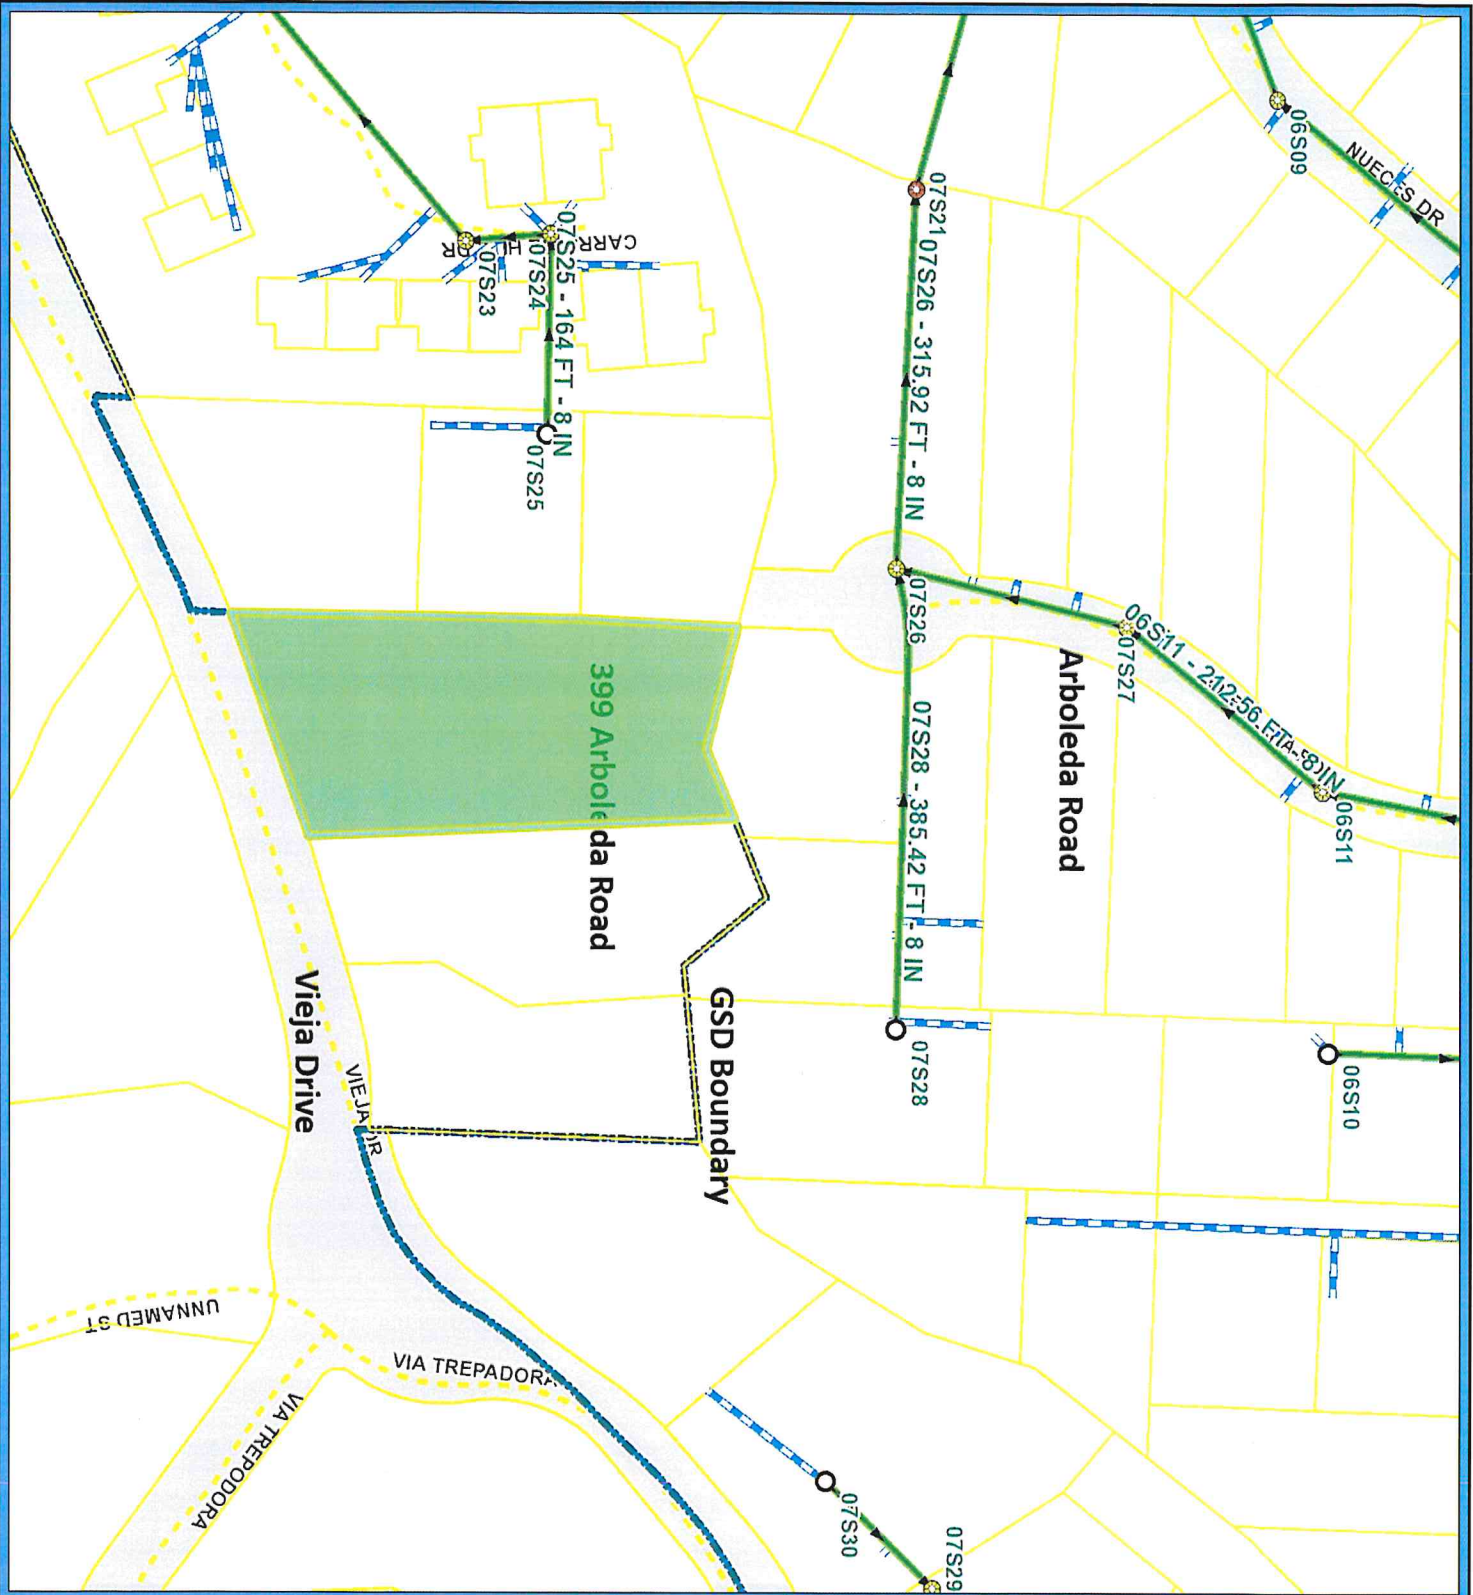 06S09
NUECES DR
07S21
07S26 - 315.92 FT - 8 IN
07S25 - 164 FT - 8 IN
07S24
07S23
DR
07S25
07S26
06S11 - 212.56 FT - 8 IN
07S27
Arboleda Road
06S11
399 Arboleda Road
07S28 - 385.42 FT - 8 IN
07S28
06S10
GSD Boundary
Vieja Drive
VIEJA DR
UNNAMED ST
VIA TREPADORA
VIA TREPODORA
07S30
07S29